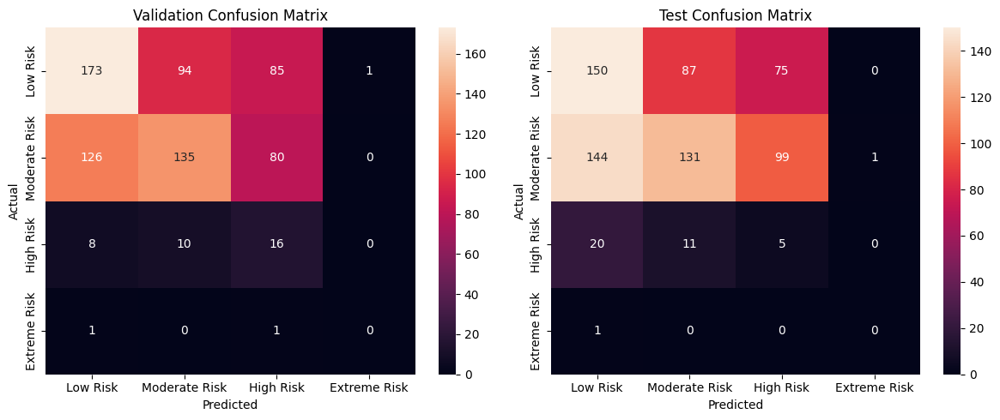 Validation Confusion Matrix
Actual
Low Risk
Moderate Risk
High Risk
Extreme Risk
173 94 85 1
126 135 80 0
8 10 16 0
1 0 1 0
Low Risk Moderate Risk High Risk Extreme Risk
Predicted
160
140
120
100
80
60
40
20
0
Test Confusion Matrix
Actual
Low Risk
Moderate Risk
High Risk
Extreme Risk
150 87 75 0
144 131 99 1
20 11 5 0
1 0 0 0
Low Risk Moderate Risk High Risk Extreme Risk
Predicted
140
120
100
80
60
40
20
0